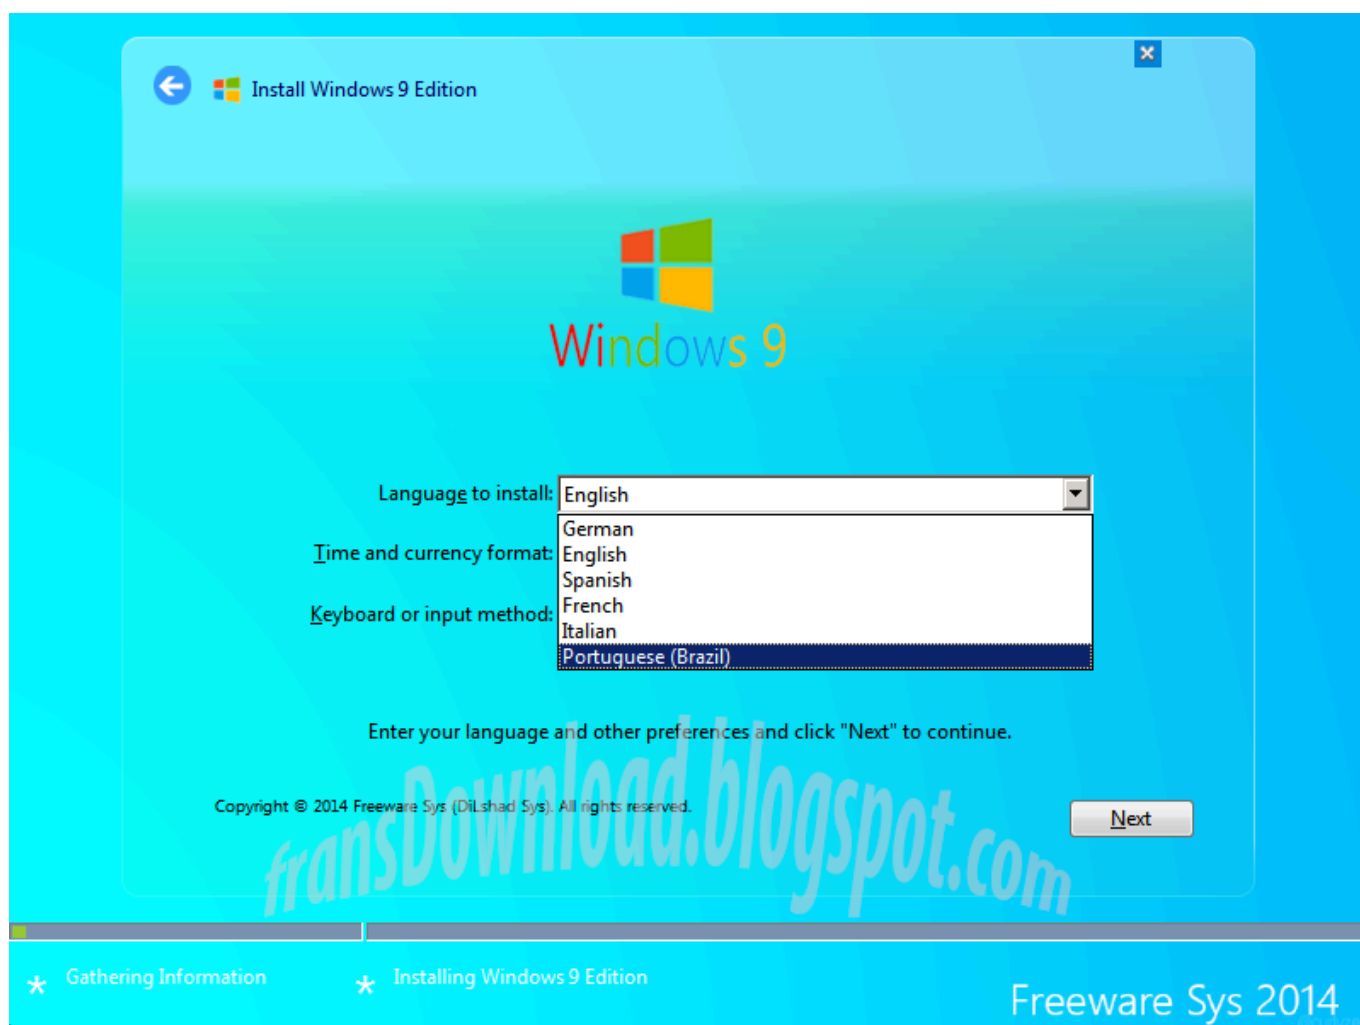 Install Windows 9 Edition
Windows 9
Language to install: English
German
Time and currency format: English
Spanish
Keyboard or input method: French
Italian
Portuguese (Brazil)
Enter your language and other preferences and click "Next" to continue.
Copyright © 2014 Freeware Sys (DiLshad Sys). All rights reserved.
Next
fransDownload.blogspot.com
Gathering Information
Installing Windows 9 Edition
Freeware Sys 2014